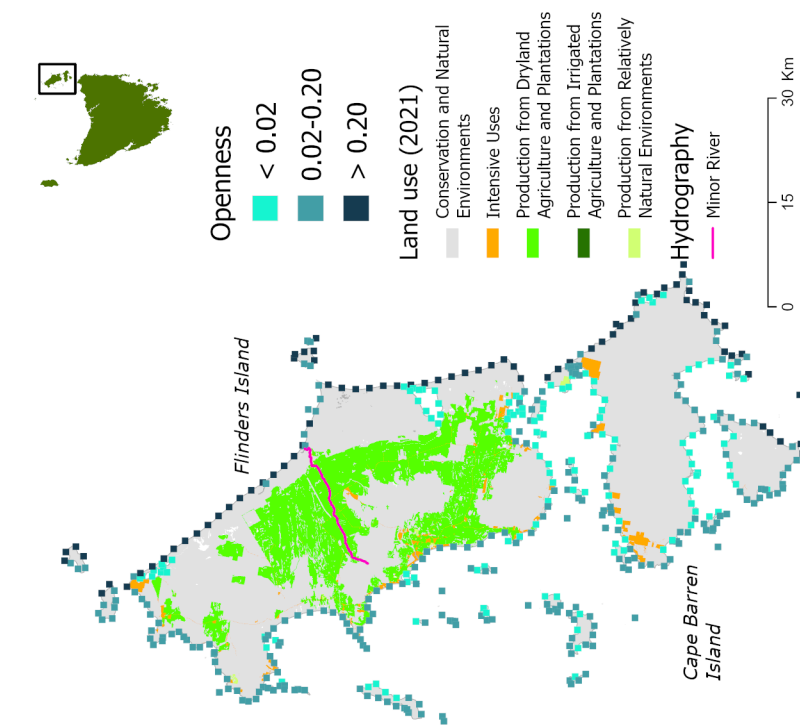 Flinders Island
Cape Barren
Island
Openness
< 0.02
0.02-0.20
> 0.20
Land use (2021)
Conservation and Natural
Environments
Intensive Uses
Production from Dryland
Agriculture and Plantations
Production from Irrigated
Agriculture and Plantations
Production from Relatively
Natural Environments
Hydrography
Minor River
0 15 30 Km